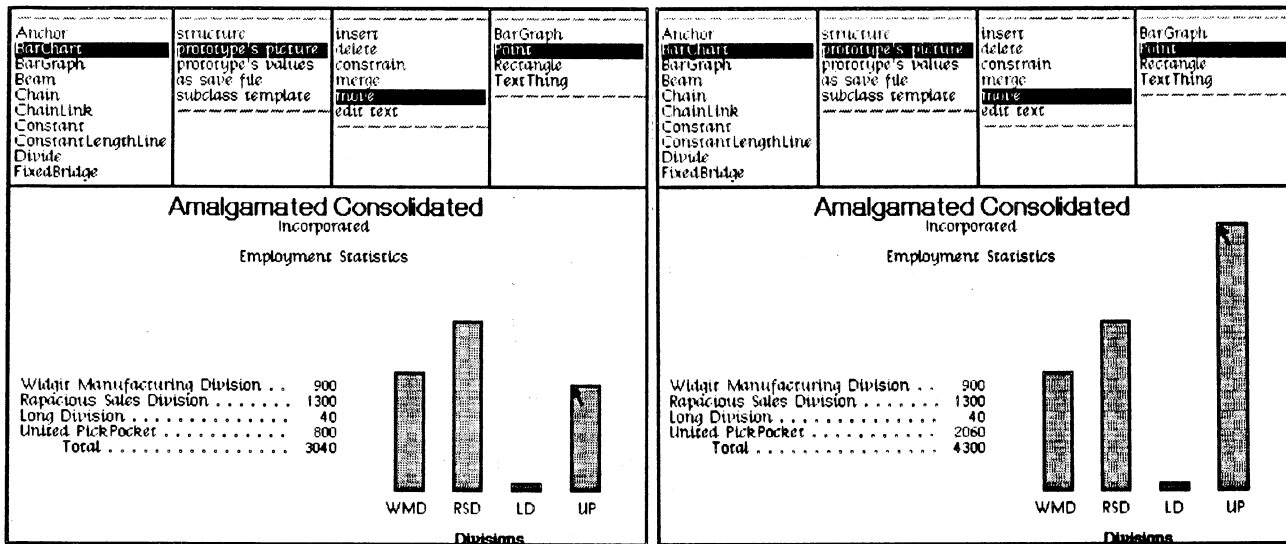 Anchor
BarChart
BarGraph
Beam
Chain
ChainLink
Constant
ConstantLengthLine
Divide
FixedBridge
structure
prototype's picture
prototype's values
as save file
subclass template
insert
delete
constrain
merge
move
edit text
BarGraph
Point
Rectangle
TextThing
Amalgamated Consolidated
Incorporated
Employment Statistics
Widgit Manufacturing Division . . 900
Rapacious Sales Division . . . . . . . 1300
Long Division . . . . . . . . . . . . . . 40
United PickPocket . . . . . . . . . . . 800
Total . . . . . . . . . . . . . . . . 3040
WMD RSD LD UP
Divisions
Anchor
BarChart
BarGraph
Beam
Chain
ChainLink
Constant
ConstantLengthLine
Divide
FixedBridge
structure
prototype's picture
prototype's values
as save file
subclass template
insert
delete
constrain
merge
move
edit text
BarGraph
Point
Rectangle
TextThing
Amalgamated Consolidated
Incorporated
Employment Statistics
Widgit Manufacturing Division . . 900
Rapacious Sales Division . . . . . . . 1300
Long Division . . . . . . . . . . . . . . 40
United PickPocket . . . . . . . . . . . 2060
Total . . . . . . . . . . . . . . . . 4300
WMD RSD LD UP
Divisions